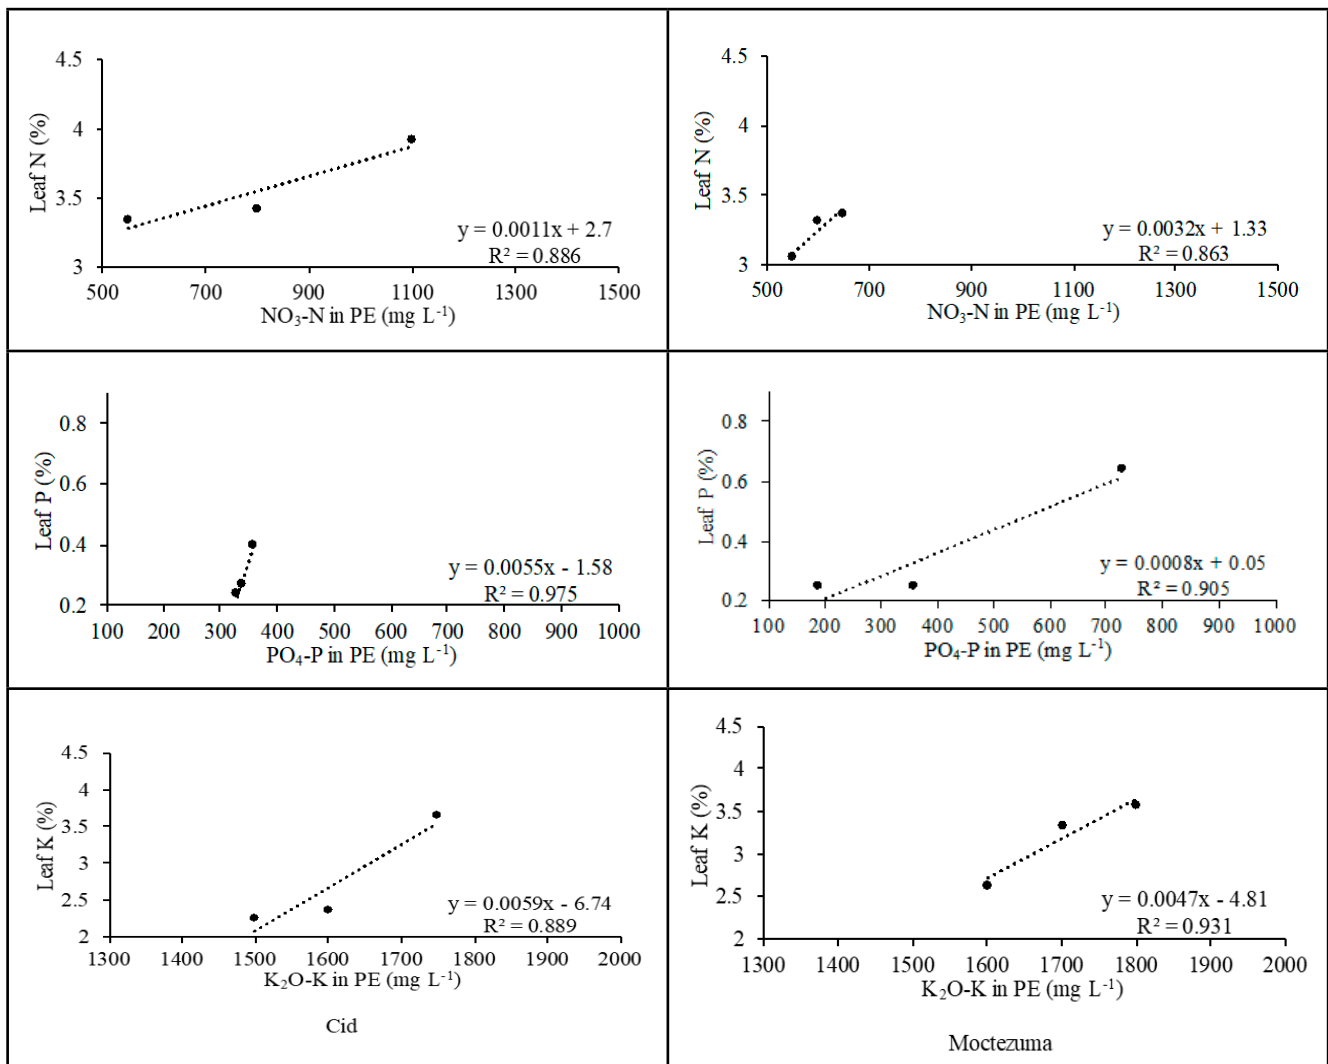 4.5
4
3.5
3
Leaf N (%)
y = 0.0011x + 2.7
R² = 0.886
500 700 900 1100 1300 1500
NO₃-N in PE (mg L⁻¹)
4.5
4
3.5
3
Leaf N (%)
y = 0.0032x + 1.33
R² = 0.863
500 700 900 1100 1300 1500
NO₃-N in PE (mg L⁻¹)
0.8
0.6
0.4
0.2
Leaf P (%)
y = 0.0055x - 1.58
R² = 0.975
100 200 300 400 500 600 700 800 900 1000
PO₄-P in PE (mg L⁻¹)
0.8
0.6
0.4
0.2
Leaf P (%)
y = 0.0008x + 0.05
R² = 0.905
100 200 300 400 500 600 700 800 900 1000
PO₄-P in PE (mg L⁻¹)
4.5
4
3.5
3
2.5
2
Leaf K (%)
y = 0.0059x - 6.74
R² = 0.889
1300 1400 1500 1600 1700 1800 1900 2000
K₂O-K in PE (mg L⁻¹)
Cid
4.5
4
3.5
3
2.5
2
Leaf K (%)
y = 0.0047x - 4.81
R² = 0.931
1300 1400 1500 1600 1700 1800 1900 2000
K₂O-K in PE (mg L⁻¹)
Moctezuma